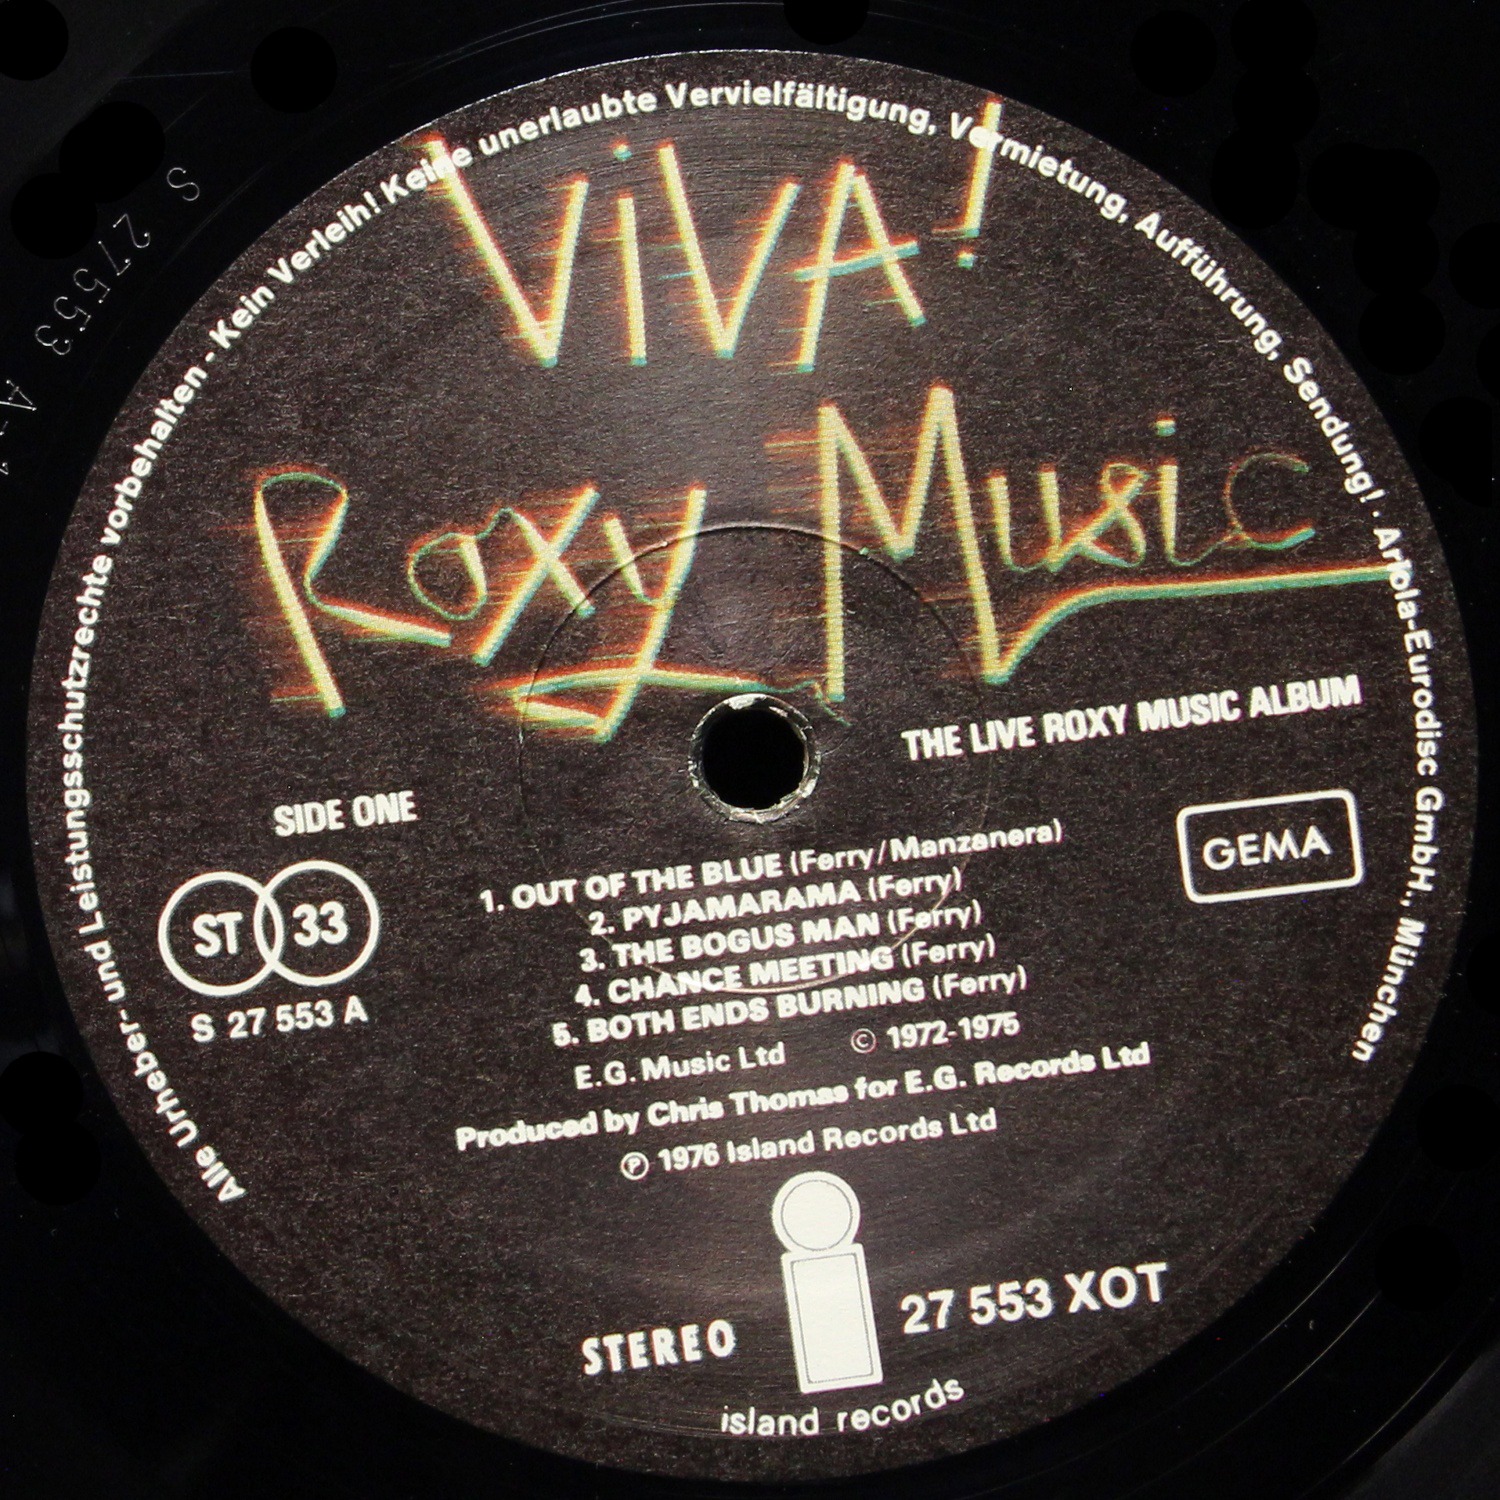 Alle Urheber- und Leistungsschutzrechte vorbehalten - Kein Verleih! Keine unerlaubte Vervielfältigung, Vermietung, Aufführung, Sendung! · Ariola-Eurodisc GmbH., München
ViVA!
Roxy Music
THE LIVE ROXY MUSIC ALBUM
SIDE ONE
GEMA
ST 33
S 27 553 A
1. OUT OF THE BLUE (Ferry/Manzanera)
2. PYJAMARAMA (Ferry)
3. THE BOGUS MAN (Ferry)
4. CHANCE MEETING (Ferry)
5. BOTH ENDS BURNING (Ferry)
E.G. Music Ltd © 1972-1975
Produced by Chris Thomas for E.G. Records Ltd
℗ 1976 Island Records Ltd
STEREO
27 553 XOT
island records
S 27553